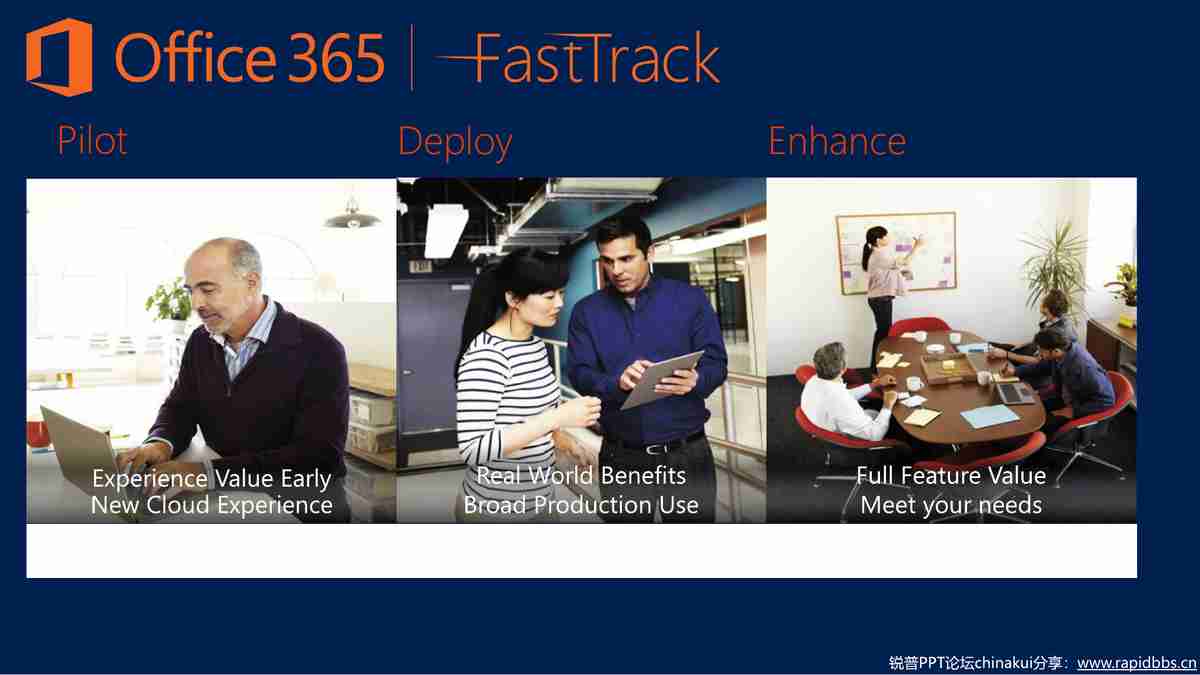 Office 365 | FastTrack
Pilot
Deploy
Enhance
EXIT
Experience Value Early
New Cloud Experience
Real World Benefits
Broad Production Use
Full Feature Value
Meet your needs
锐普PPT论坛chinakui分享：www.rapidbbs.cn